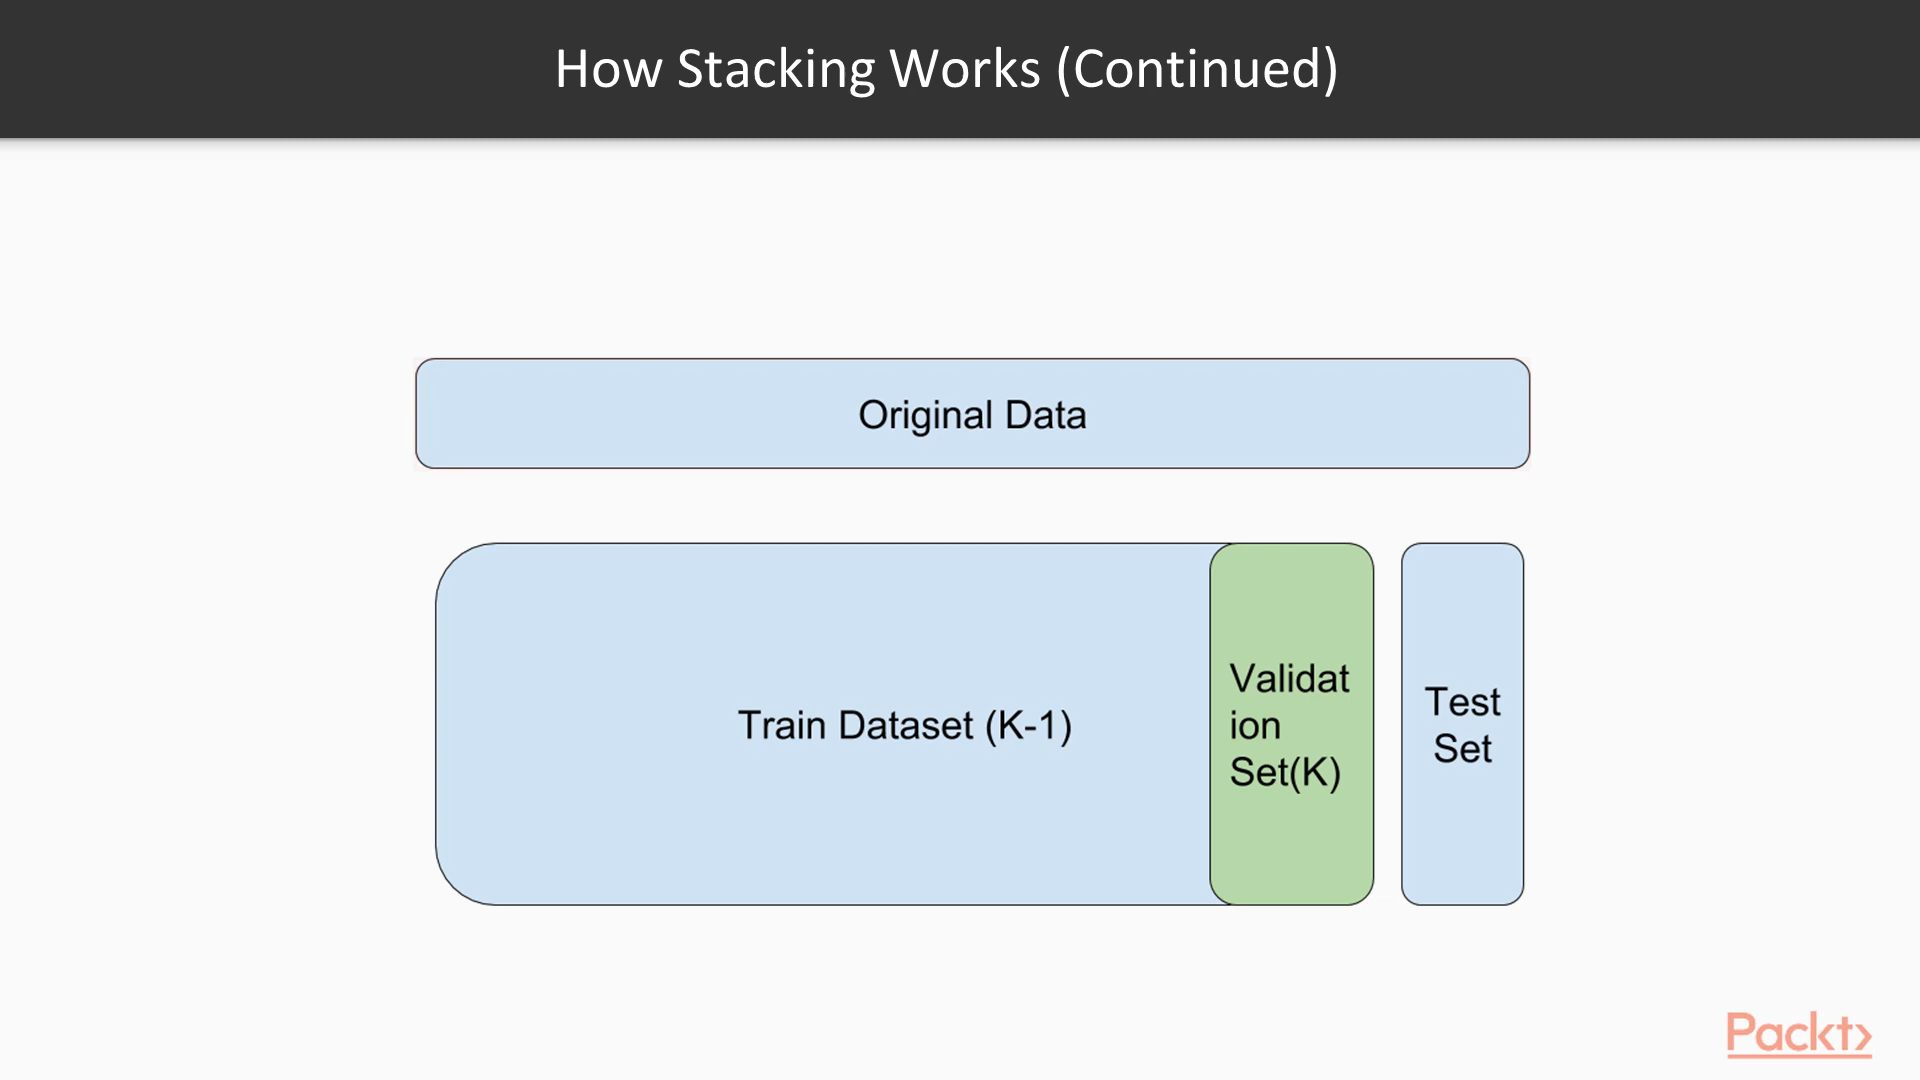 How Stacking Works (Continued)
Original Data
Train Dataset (K-1)
Validat
ion
Set(K)
Test
Set
Packt